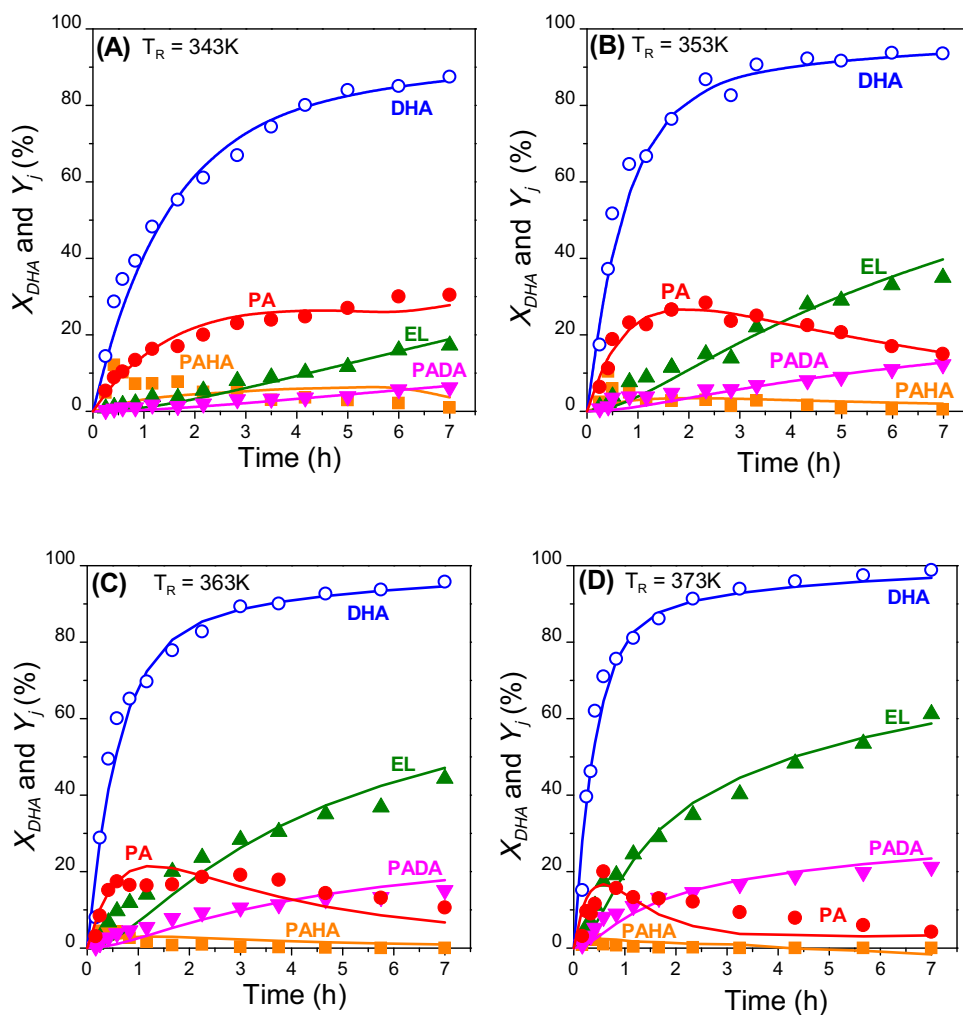 (A) T_R = 343K
100
80
60
40
20
0
0 1 2 3 4 5 6 7
X_DHA and Y_j (%)
Time (h)
DHA
PA
EL
PAHA
PADA
(B) T_R = 353K
100
80
60
40
20
0
0 1 2 3 4 5 6 7
X_DHA and Y_j (%)
Time (h)
DHA
EL
PA
PADA
PAHA
(C) T_R = 363K
100
80
60
40
20
0
0 1 2 3 4 5 6 7
X_DHA and Y_j (%)
Time (h)
DHA
EL
PA
PADA
PAHA
(D) T_R = 373K
100
80
60
40
20
0
0 1 2 3 4 5 6 7
X_DHA and Y_j (%)
Time (h)
DHA
EL
PADA
PA
PAHA